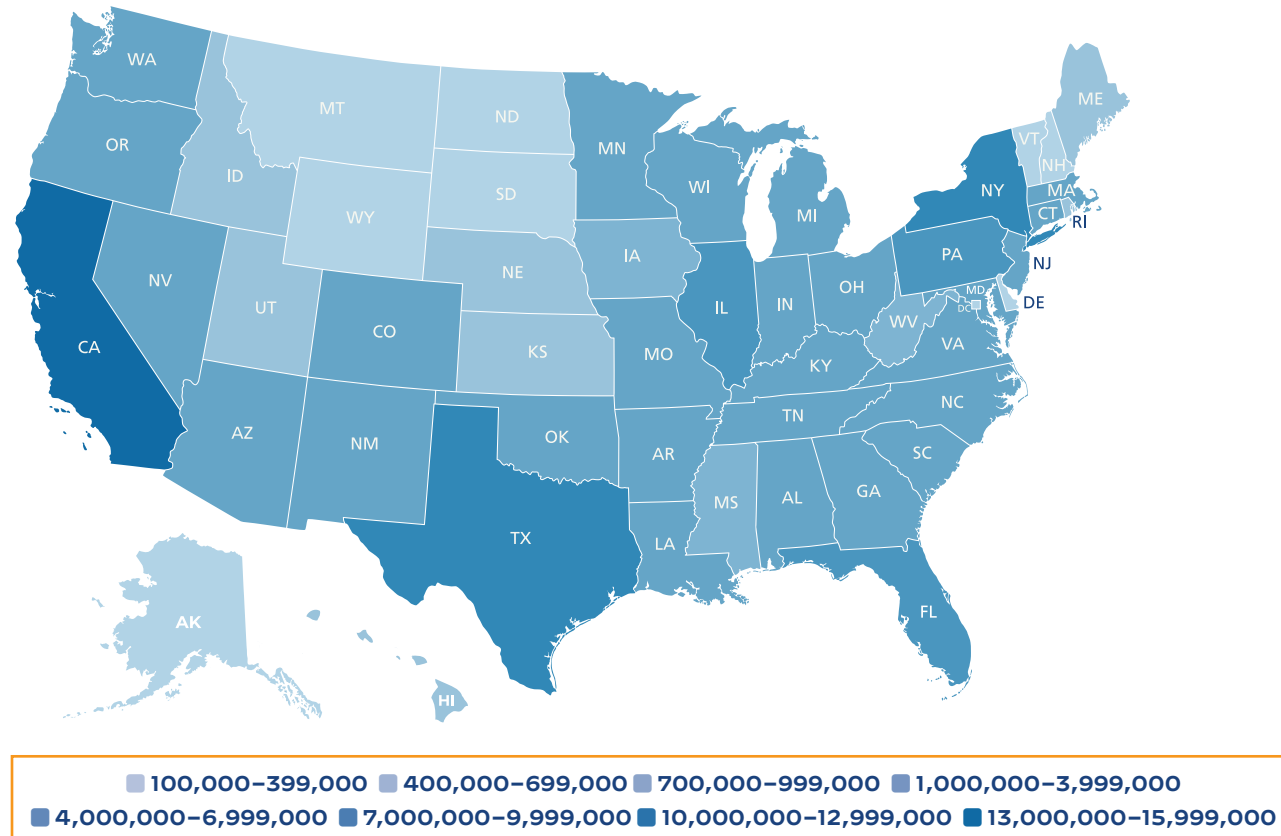 WA
MT
ND
ME
OR
MN
VT
NH
ID
SD
WI
NY
MA
WY
MI
CT
RI
IA
PA
NE
NJ
NV
OH
UT
IL
IN
MD
DE
DC
CO
WV
CA
KS
MO
VA
KY
NC
TN
AZ
NM
OK
AR
SC
GA
MS
AL
TX
LA
FL
AK
HI
100,000–399,000 400,000–699,000 700,000–999,000 1,000,000–3,999,000
4,000,000–6,999,000 7,000,000–9,999,000 10,000,000–12,999,000 13,000,000–15,999,000